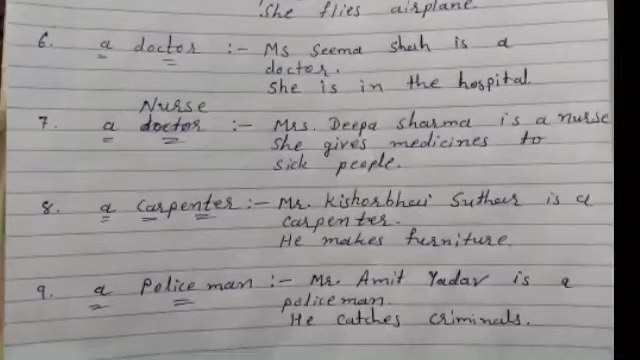 She flies airplane.
6. a doctor :- Ms Seema Shah is a
doctor.
She is in the hospital
Nurse
7. a doctor :- Mrs. Deepa Sharma is a nurse
She gives medicines to
sick people.
8. a carpenter :- Mr. Kishorbhai Suthar is a
carpenter.
He makes furniture.
9. a Police man :- Mr. Amit Yadav is a
police man.
He catches criminals.